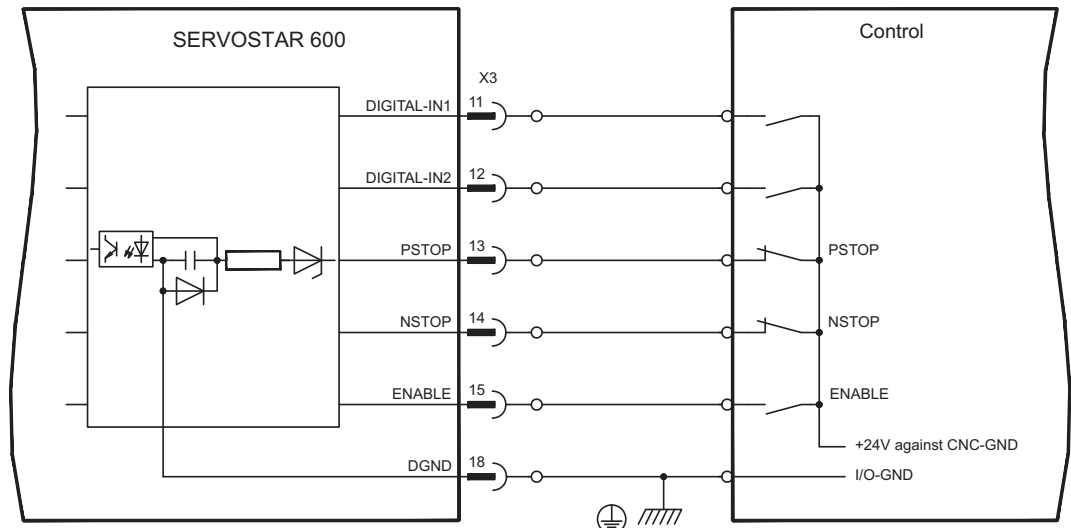 SERVOSTAR 600
Control
X3
DIGITAL-IN1 11
DIGITAL-IN2 12
PSTOP 13 PSTOP
NSTOP 14 NSTOP
ENABLE 15 ENABLE
+24V against CNC-GND
DGND 18 I/O-GND